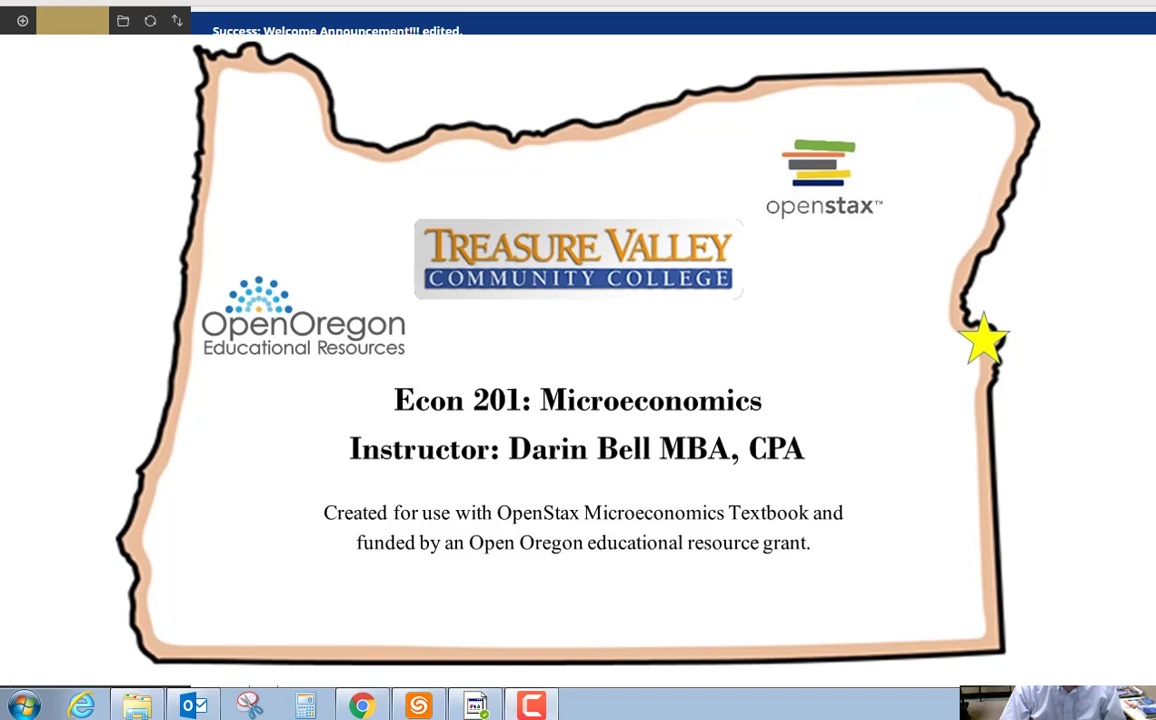 Success: Welcome Announcement!!! edited.
openstax™
TREASURE VALLEY
COMMUNITY COLLEGE
OpenOregon
Educational Resources
Econ 201: Microeconomics
Instructor: Darin Bell MBA, CPA
Created for use with OpenStax Microeconomics Textbook and
funded by an Open Oregon educational resource grant.